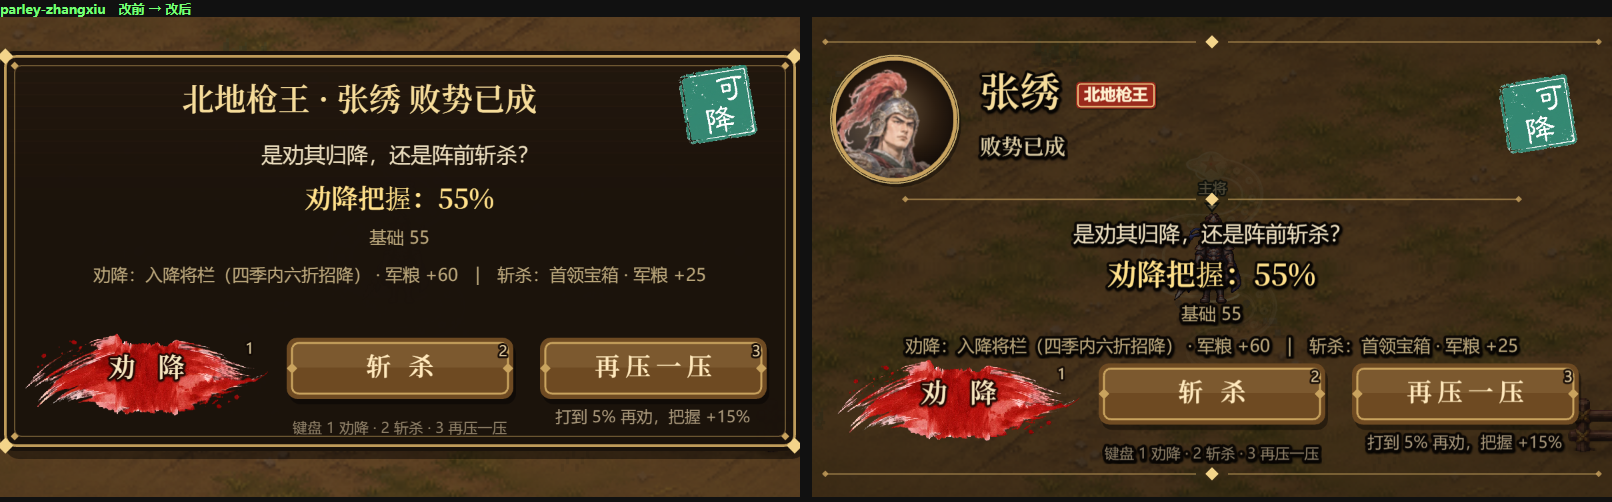 parley-zhangxiu 改前 → 改后
北地枪王 · 张绣 败势已成
可降
是劝其归降，还是阵前斩杀？
劝降把握：55%
基础 55
劝降：入降将栏（四季内六折招降） · 军粮 +60 | 斩杀：首领宝箱 · 军粮 +25
劝 降 1
斩 杀 2
再压一压 3
打到 5% 再劝，把握 +15%
键盘 1 劝降 · 2 斩杀 · 3 再压一压
张绣 北地枪王
可降
败势已成
主将
是劝其归降，还是阵前斩杀？
劝降把握：55%
基础 55
劝降：入降将栏（四季内六折招降） · 军粮 +60 | 斩杀：首领宝箱 · 军粮 +25
劝 降 1
斩 杀 2
再压一压 3
打到 5% 再劝，把握 +15%
键盘 1 劝降 · 2 斩杀 · 3 再压一压